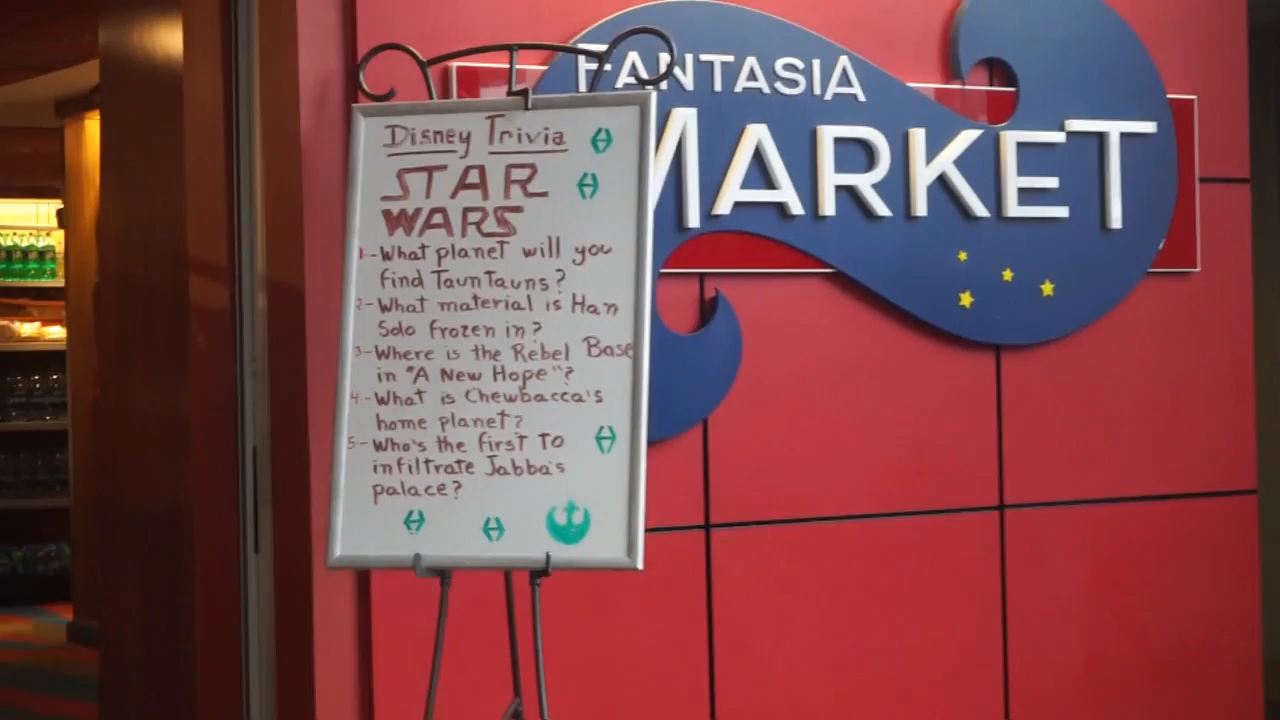 Disney Trivia
STAR
WARS
1-What planet will you
find TaunTauns?
2-What material is Han
Solo frozen in?
3-Where is the Rebel Base
in "A New Hope"?
4-What is Chewbacca's
home planet?
5-Who's the first To
infiltrate Jabba's
palace?
FANTASIA
MARKET